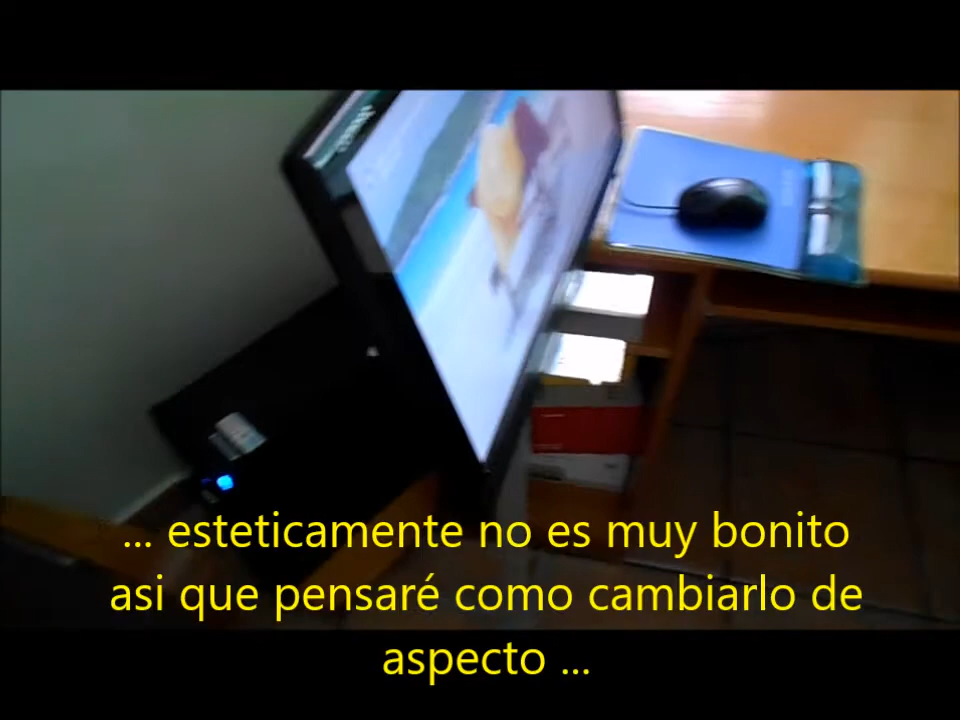 ... esteticamente no es muy bonito
asi que pensaré como cambiarlo de
aspecto ...